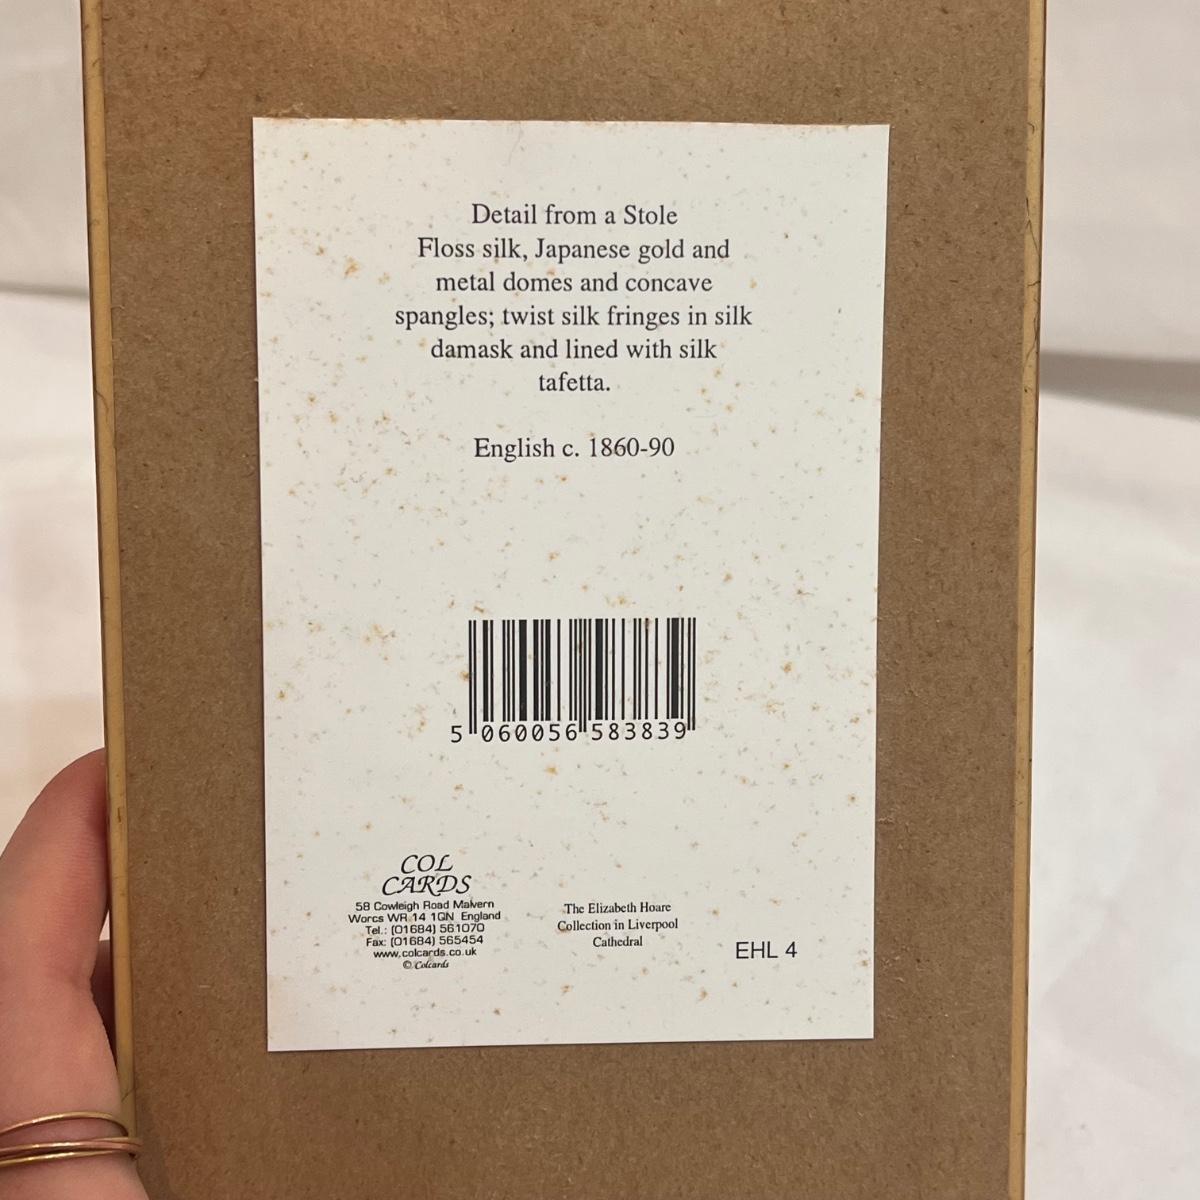 Detail from a Stole
Floss silk, Japanese gold and
metal domes and concave
spangles; twist silk fringes in silk
damask and lined with silk
tafetta.
English c. 1860-90
5 060056 583839
COL
CARDS
58 Cowleigh Road Malvern
Worcs WR 14 1QN England
Tel.: (01684) 561070
Fax: (01684) 565454
www.colcards.co.uk
© Colcards
The Elizabeth Hoare
Collection in Liverpool
Cathedral
EHL 4